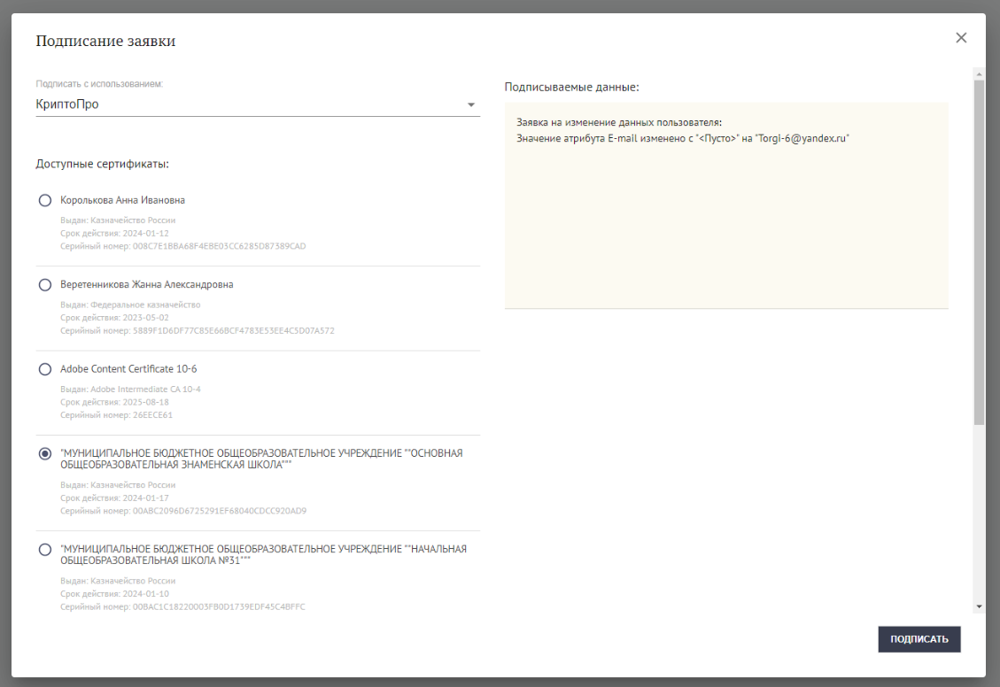 Подписание заявки
Подписать с использованием:
КриптоПро
Доступные сертификаты:
Королькова Анна Ивановна
Выдан: Казначейство России
Срок действия: 2024-01-12
Серийный номер: 008C7E1BBA68F4EBE03CC6285D87389CAD
Веретенникова Жанна Александровна
Выдан: Федеральное казначейство
Срок действия: 2023-05-02
Серийный номер: 5889F1D6DF77C85E66BCF4783E53EE4C5D07A572
Adobe Content Certificate 10-6
Выдан: Adobe Intermediate CA 10-4
Срок действия: 2025-08-18
Серийный номер: 26EECE61
"МУНИЦИПАЛЬНОЕ БЮДЖЕТНОЕ ОБЩЕОБРАЗОВАТЕЛЬНОЕ УЧРЕЖДЕНИЕ ""ОСНОВНАЯ
ОБЩЕОБРАЗОВАТЕЛЬНАЯ ЗНАМЕНСКАЯ ШКОЛА"""
Выдан: Казначейство России
Срок действия: 2024-01-17
Серийный номер: 00ABC2096D6725291EF68040CDCC920AD9
"МУНИЦИПАЛЬНОЕ БЮДЖЕТНОЕ ОБЩЕОБРАЗОВАТЕЛЬНОЕ УЧРЕЖДЕНИЕ ""НАЧАЛЬНАЯ
ОБЩЕОБРАЗОВАТЕЛЬНАЯ ШКОЛА №31"""
Выдан: Казначейство России
Срок действия: 2024-01-10
Серийный номер: 00BAC1C18220003FB0D1739EDF45C4BFFC
Подписываемые данные:
Заявка на изменение данных пользователя:
Значение атрибута E-mail изменено с "<Пусто>" на "Torgi-6@yandex.ru"
ПОДПИСАТЬ